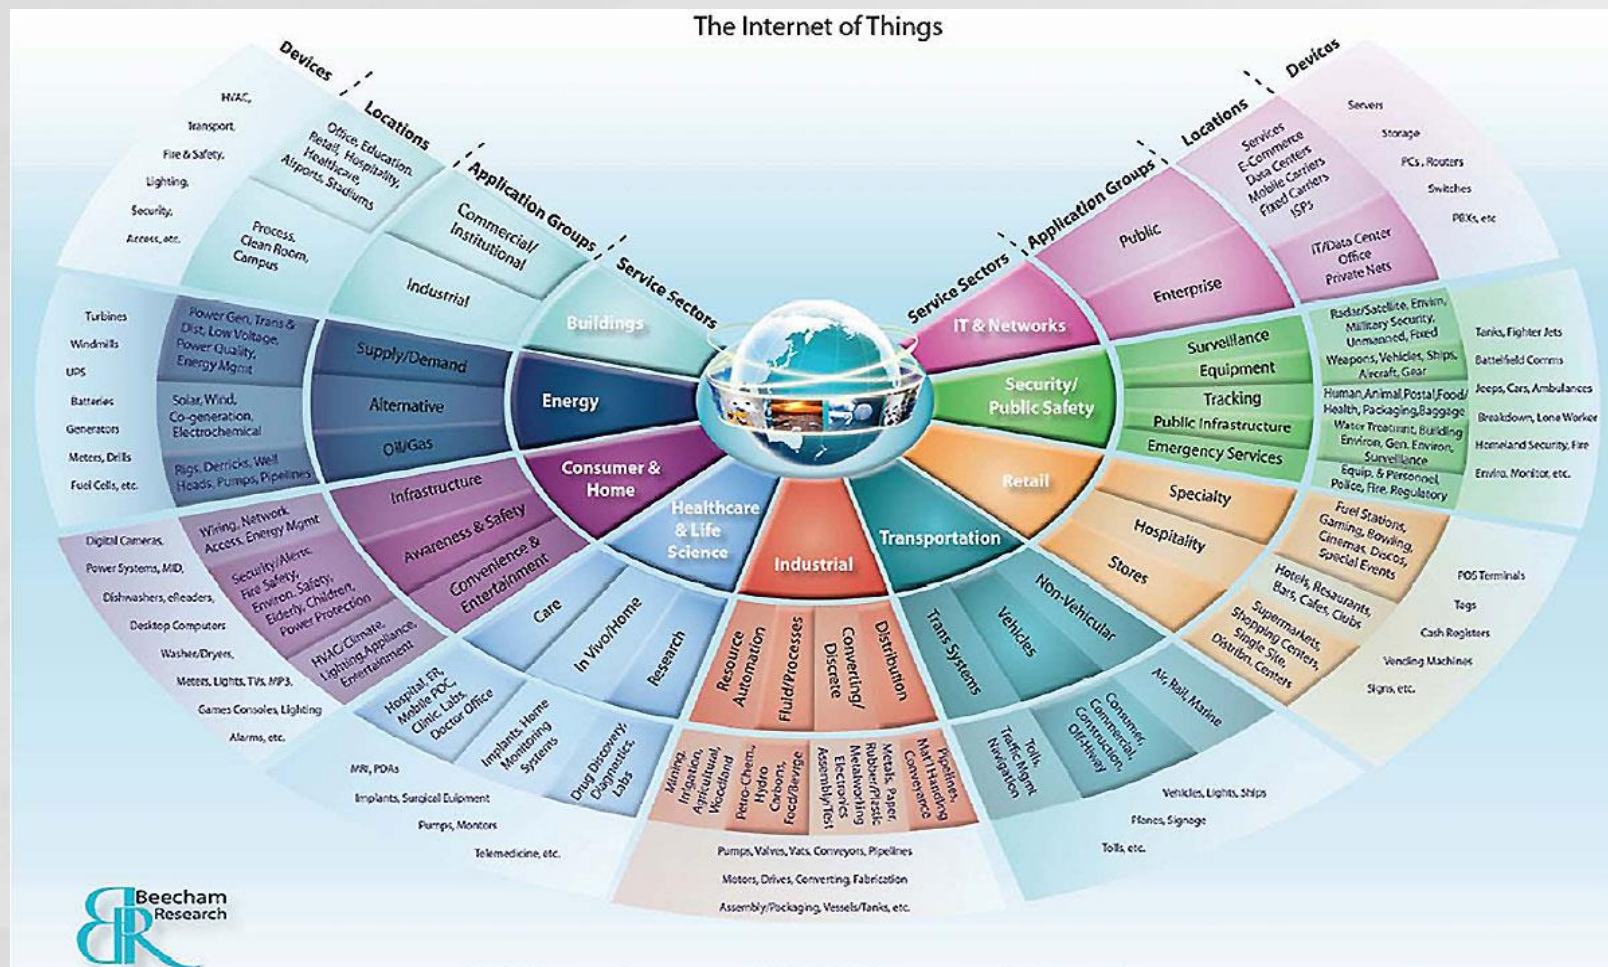 The Internet of Things
Devices
Locations
Application Groups
Service Sectors
Service Sectors
Application Groups
Locations
Devices
HVAC,
Transport,
Fire & Safety,
Lighting,
Security,
Access, etc.
Office, Education,
Retail, Hospitality,
Healthcare,
Airports, Stadiums
Process,
Clean Room,
Campus
Commercial/
Institutional
Industrial
Buildings
Turbines
Windmills
UPS
Batteries
Generators
Meters, Drills
Fuel Cells, etc.
Power Gen, Trans &
Dist, Low Voltage,
Power Quality,
Energy Mgmt
Solar, Wind,
Co-generation,
Electrochemical
Rigs, Derricks, Well
Heads, Pumps, Pipelines
Supply/Demand
Alternative
Oil/Gas
Energy
Digital Cameras,
Power Systems, MID,
Dishwashers, eReaders,
Desktop Computers
Washer/Dryers,
Meters, Lights, TVs, MP3,
Games Consoles, Lighting
Alarms, etc.
Wiring, Network
Access, Energy Mgmt
Security/Alerts,
Fire Safety,
Environ. Safety,
Elderly, Children,
Power Protection
HVAC/Climate,
Lighting, Appliance,
Entertainment
Infrastructure
Awareness & Safety
Convenience &
Entertainment
Consumer &
Home
MRI, PDAs
Implants, Surgical Euipment
Pumps, Monitors
Telemedicine, etc.
Hospital, ER,
Mobile POC,
Clinic, Labs,
Doctor Office
Implants, Home
Monitoring
Systems
Drug Discovery,
Diagnostics,
Labs
Care
In Vivo/Home
Research
Healthcare
& Life
Science
Industrial
Resource
Automation
Fluid/Processes
Converting/
Discrete
Distribution
Mining,
Irrigation,
Agricultural,
Woodland
Petro-Chem.,
Hydro
Carbons,
Food/Bevrge
Metals, Paper,
Rubber/Plastic
Metalworking
Electronics
Assembly/Test
Pipelines,
Mat'l Handling
Conveyance
Pumps, Valves, Vats, Conveyors, Pipelines
Motors, Drives, Converting, Fabrication
Assembly/Packaging, Vessels/Tanks, etc.
Transportation
Trans Systems
Vehicles
Non-Vehicular
Tolls,
Traffic Mgmt
Navigation
Consumer,
Commercial,
Construction,
Off-Hiway
Air, Rail, Marine
Vehicles, Lights, Ships
Planes, Signage
Tolls, etc.
Retail
Specialty
Hospitality
Stores
Fuel Stations,
Gaming, Bowling,
Cinemas, Discos,
Special Events
Hotels, Resaurants,
Bars, Cafes, Clubs
Supermarkets,
Shopping Centers,
Single Site,
Distribn. Centers
POS Terminals
Tags
Cash Registers
Vending Machines
Signs, etc.
Security/
Public Safety
Surveillance
Equipment
Tracking
Public Infrastructure
Emergency Services
Radar/Satellite, Environ,
Military Security,
Unmanned, Fixed
Weapons, Vehicles, Ships,
Aircraft, Gear
Human, Animal, Postal, Food/
Health, Packaging, Baggage
Water Treatmnt, Building
Environ, Gen. Environ,
Surveillance
Equip. & Personnel,
Police, Fire, Regulatory
Tanks, Fighter Jets
Battelfield Comms
Jeeps, Cars, Ambulances
Breakdown, Lone Worker
Homeland Security, Fire
Enviro. Monitor, etc.
IT & Networks
Public
Enterprise
Services
E-Commerce
Data Centers
Mobile Carriers
Fixed Carriers
ISPs
IT/Data Center
Office
Private Nets
Servers
Storage
PCs, Routers
Switches
PBXs, etc
BR
Beecham
Research